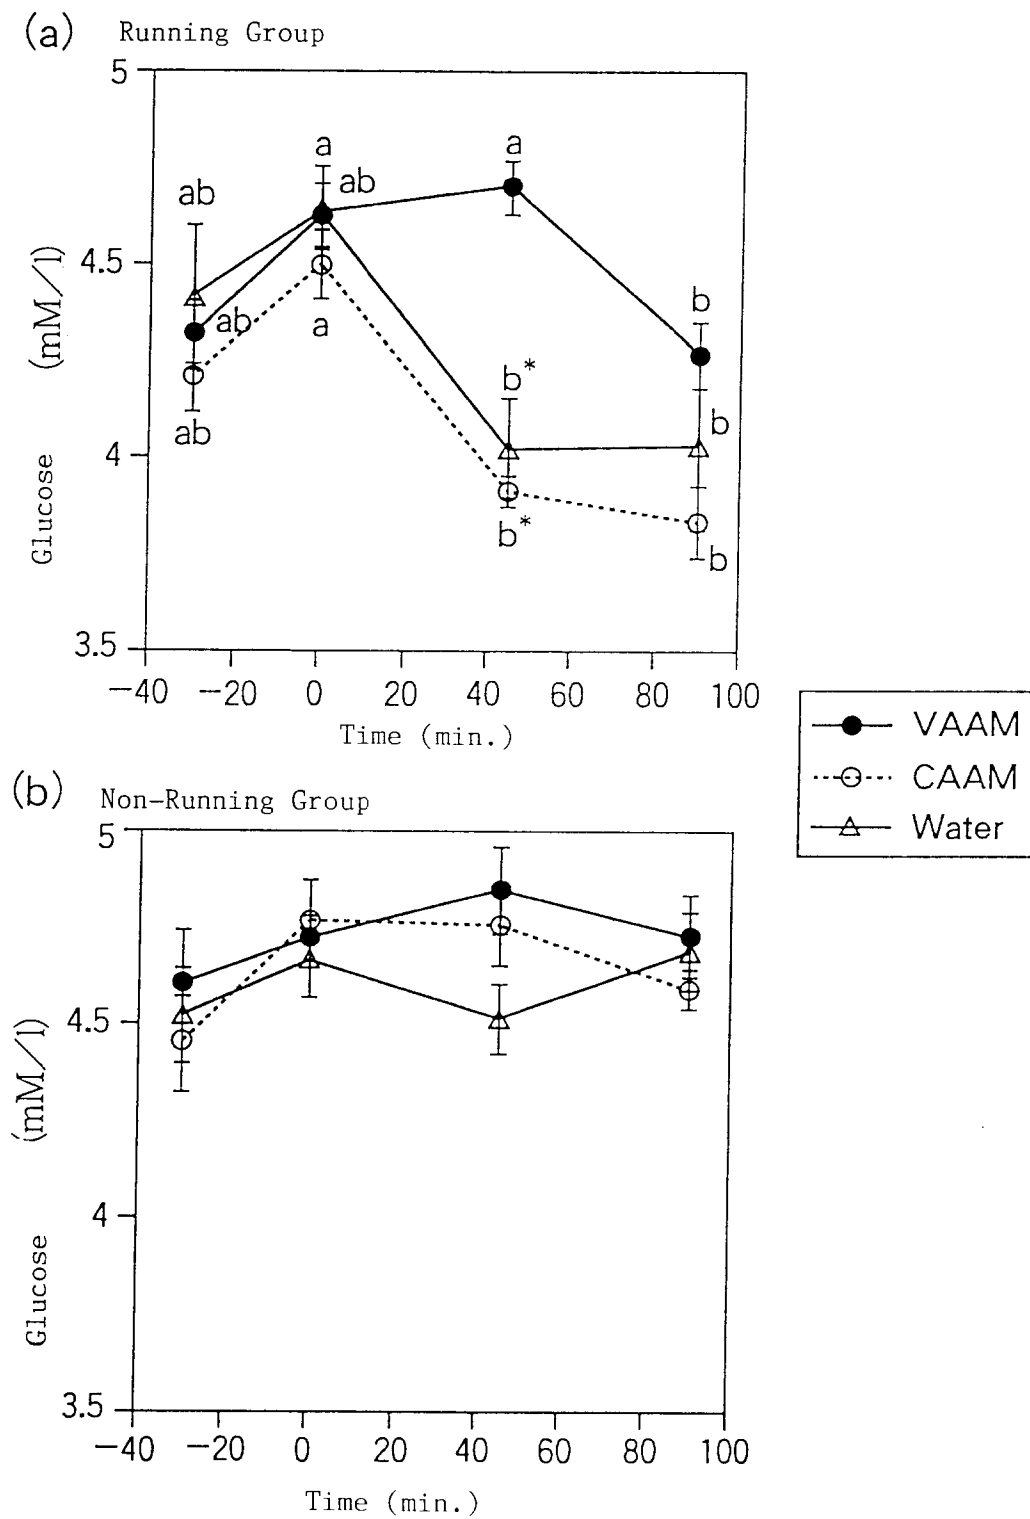 (a) Running Group
5
a
a
ab
ab
4.5
ab
a
b
b*
b
ab
4
b*
b
3.5
Glucose (mM/l)
-40 -20 0 20 40 60 80 100
Time (min.)
VAAM
CAAM
Water
(b) Non-Running Group
5
4.5
4
3.5
Glucose (mM/l)
-40 -20 0 20 40 60 80 100
Time (min.)